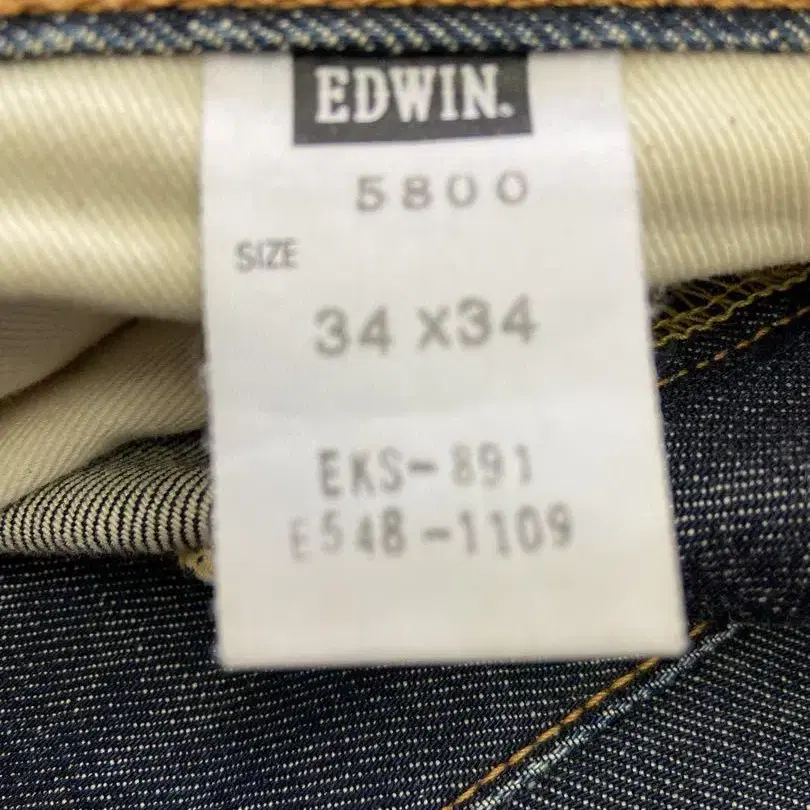 EDWIN.
5800
SIZE
34 X34
EKS-891
E548-1109